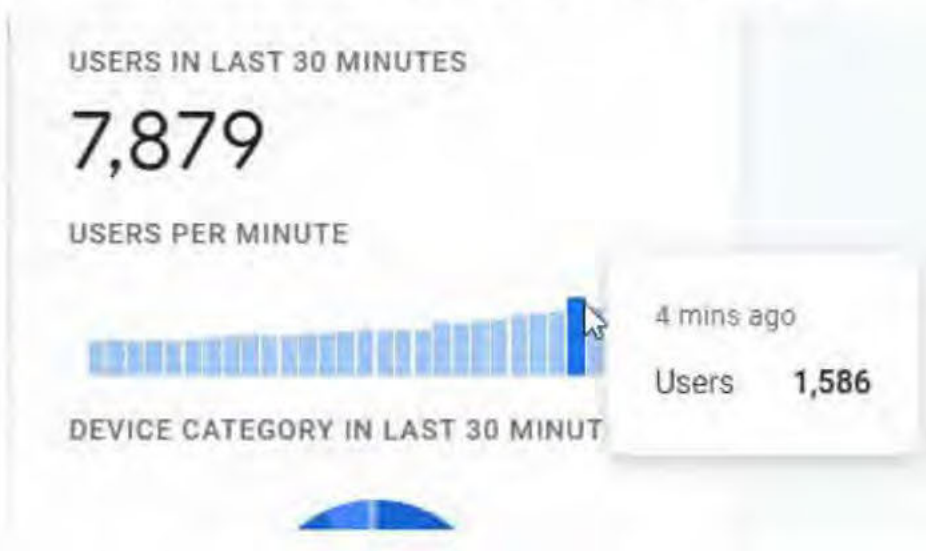 USERS IN LAST 30 MINUTES
7,879
USERS PER MINUTE
4 mins ago
Users 1,586
DEVICE CATEGORY IN LAST 30 MINUT